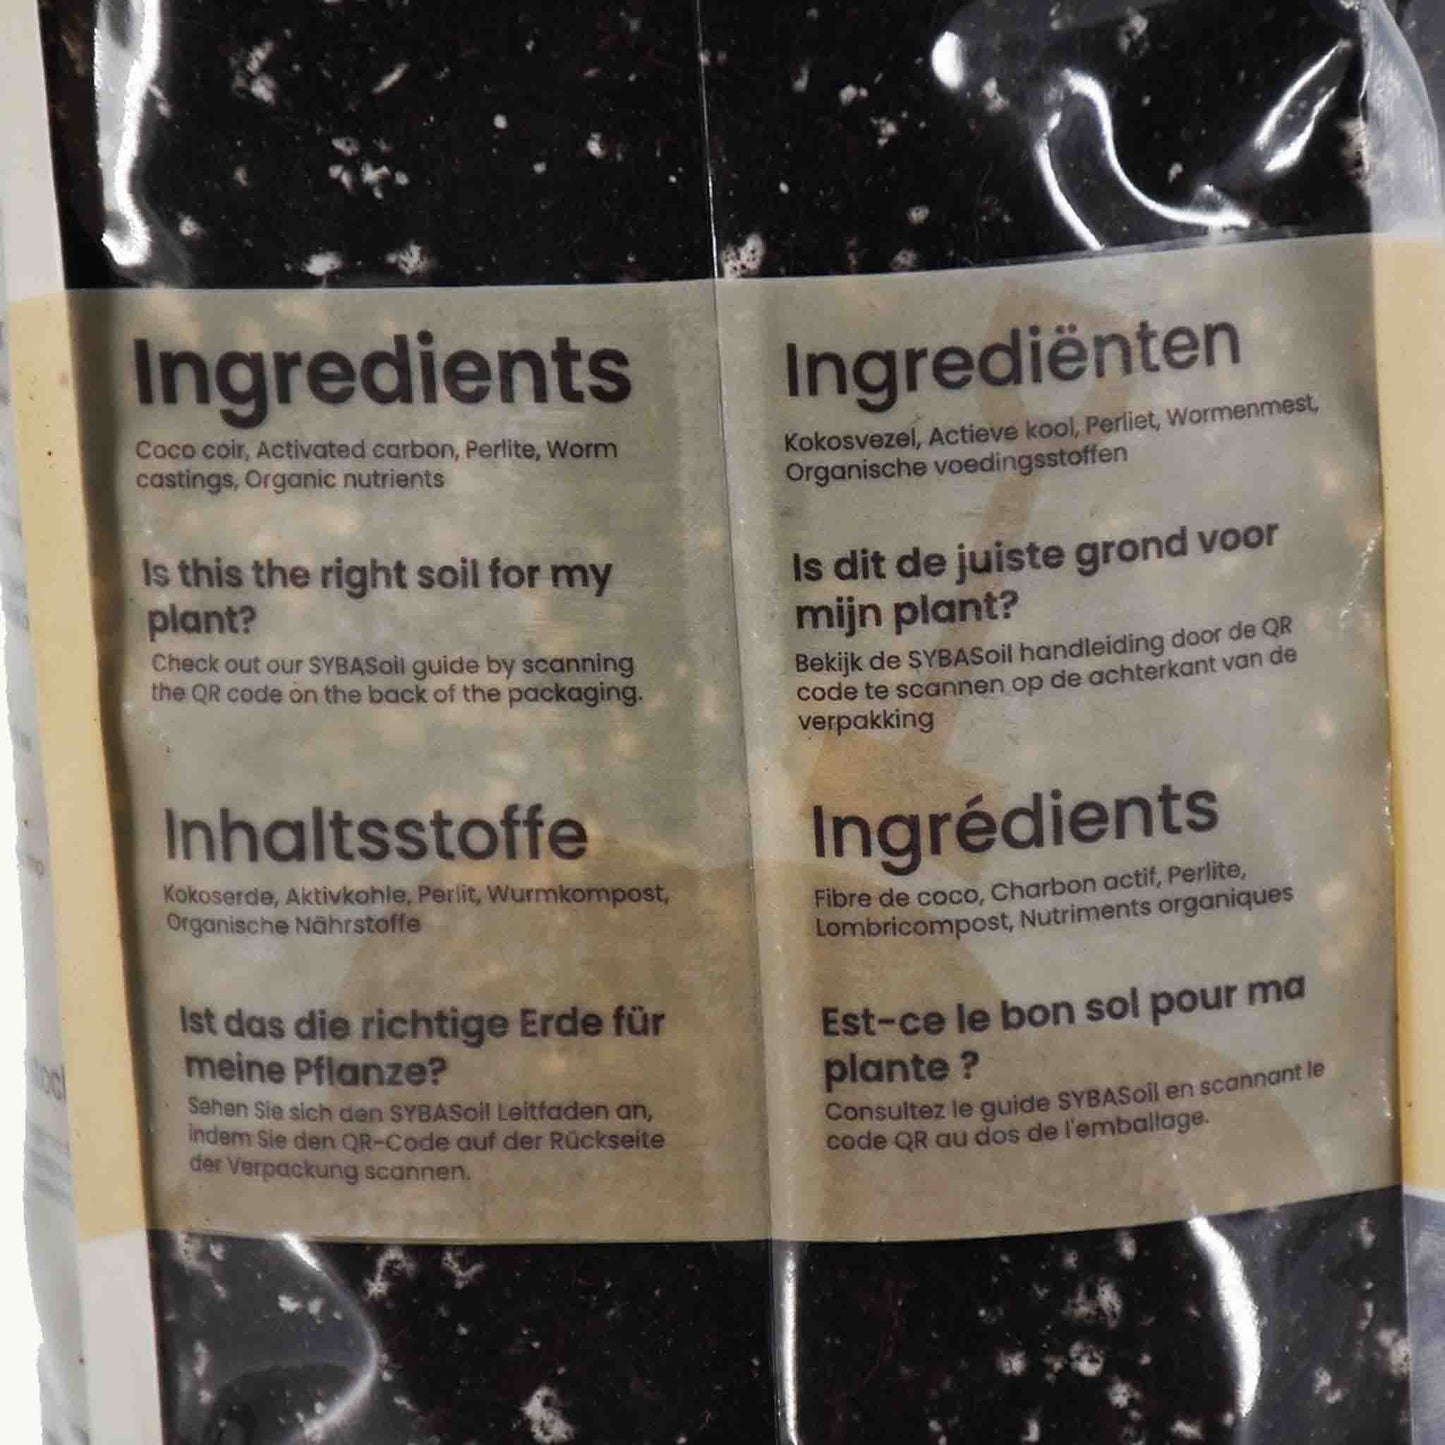 Ingredients
Coco coir, Activated carbon, Perlite, Worm
castings, Organic nutrients
Is this the right soil for my
plant?
Check out our SYBASoil guide by scanning
the QR code on the back of the packaging.
Inhaltsstoffe
Kokoserde, Aktivkohle, Perlit, Wurmkompost,
Organische Nährstoffe
Ist das die richtige Erde für
meine Pflanze?
Sehen Sie sich den SYBASoil Leitfaden an,
indem Sie den QR-Code auf der Rückseite
der Verpackung scannen.
Ingrediënten
Kokosvezel, Actieve kool, Perliet, Wormenmest,
Organische voedingsstoffen
Is dit de juiste grond voor
mijn plant?
Bekijk de SYBASoil handleiding door de QR
code te scannen op de achterkant van de
verpakking
Ingrédients
Fibre de coco, Charbon actif, Perlite,
Lombricompost, Nutriments organiques
Est-ce le bon sol pour ma
plante ?
Consultez le guide SYBASoil en scannant le
code QR au dos de l'emballage.